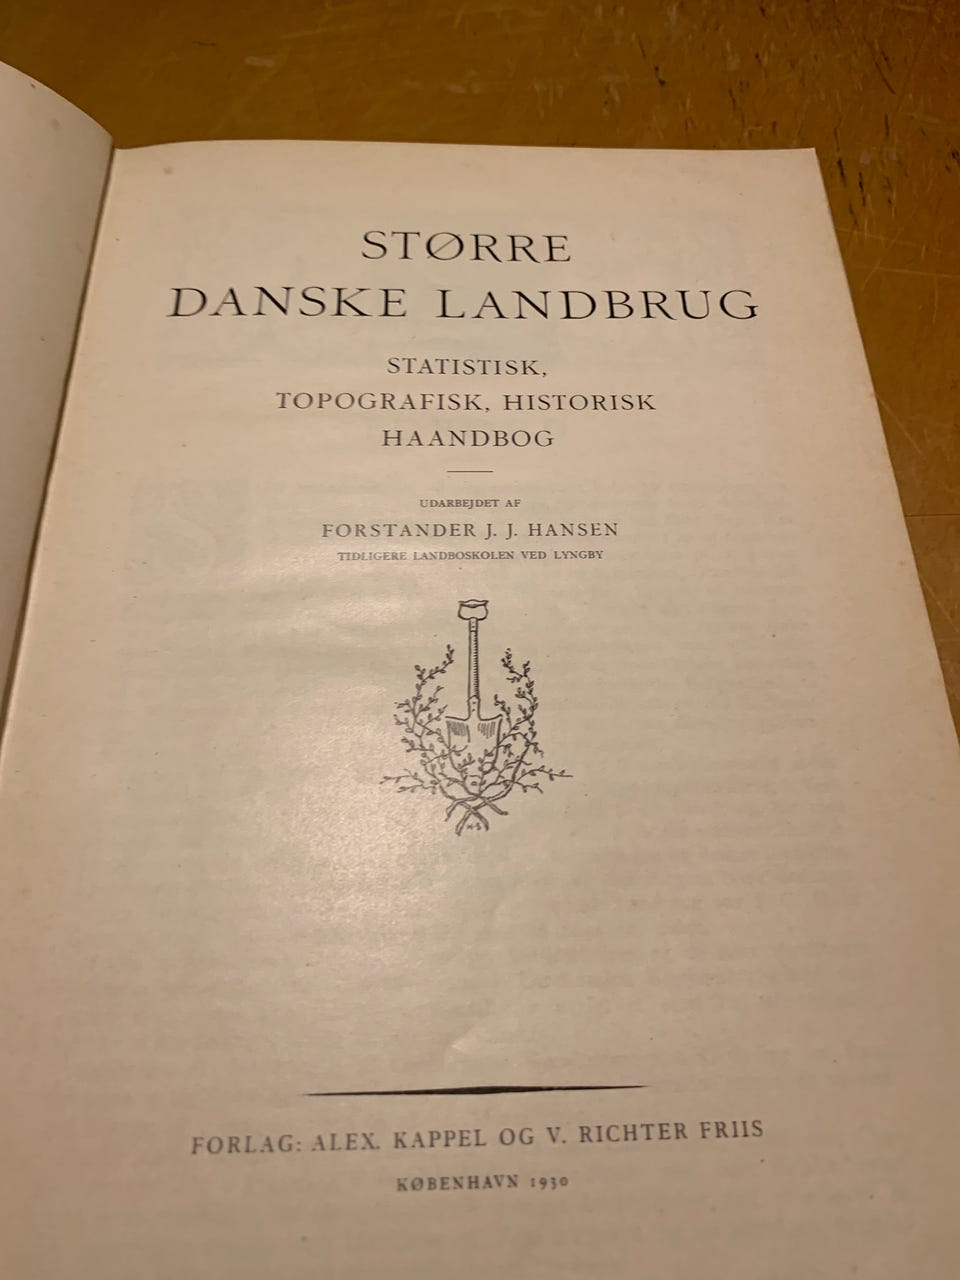 STØRRE
DANSKE LANDBRUG
STATISTISK,
TOPOGRAFISK, HISTORISK
HAANDBOG
UDARBEJDET AF
FORSTANDER J. J. HANSEN
TIDLIGERE LANDBOSKOLEN VED LYNGBY
FORLAG: ALEX. KAPPEL OG V. RICHTER FRIIS
KØBENHAVN 1930